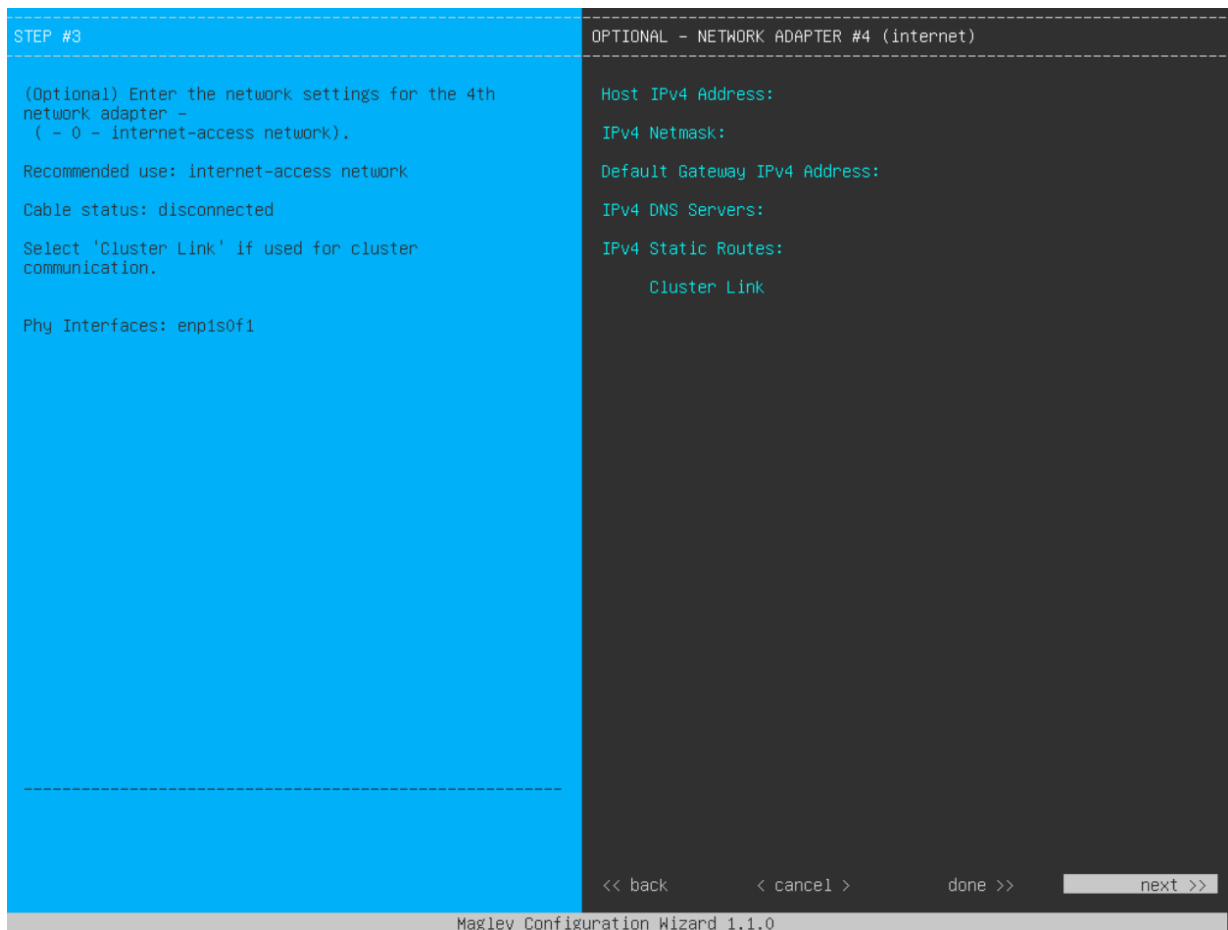 STEP #3
(Optional) Enter the network settings for the 4th
network adapter -
( - 0 - internet-access network).
Recommended use: internet-access network
Cable status: disconnected
Select 'Cluster Link' if used for cluster
communication.
Phy Interfaces: enp1s0f1
OPTIONAL - NETWORK ADAPTER #4 (internet)
Host IPv4 Address:
IPv4 Netmask:
Default Gateway IPv4 Address:
IPv4 DNS Servers:
IPv4 Static Routes:
Cluster Link
<< back < cancel > done >> next >>
Maglev Configuration Wizard 1.1.0